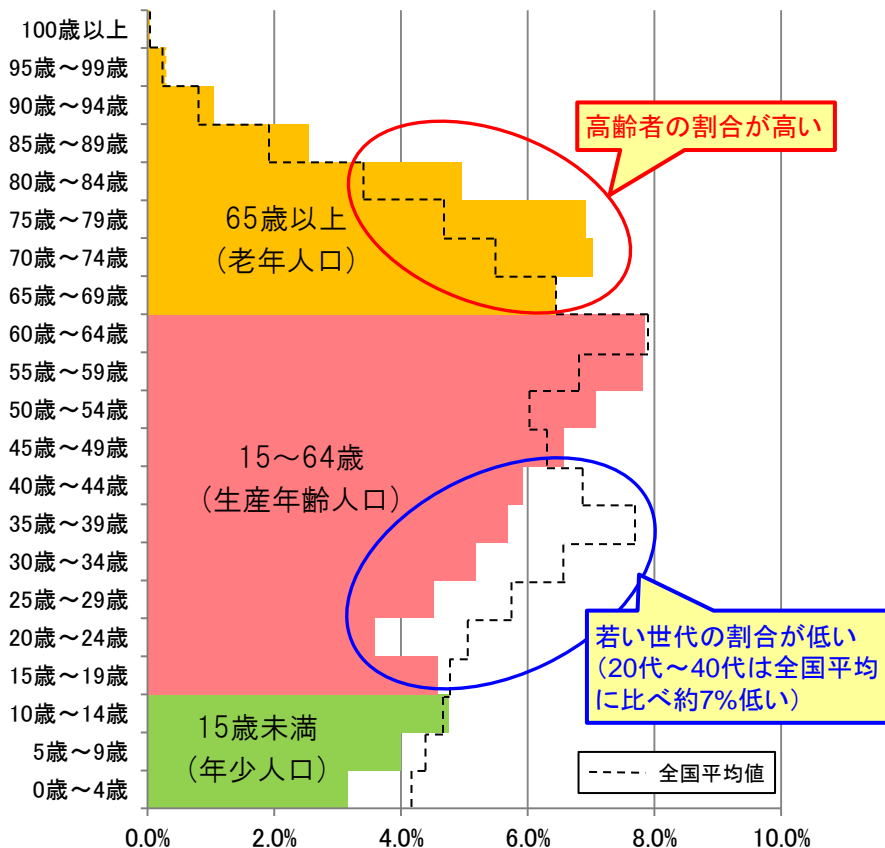 100歳以上
95歳～99歳
90歳～94歳
85歳～89歳
80歳～84歳
75歳～79歳
70歳～74歳
65歳～69歳
60歳～64歳
55歳～59歳
50歳～54歳
45歳～49歳
40歳～44歳
35歳～39歳
30歳～34歳
25歳～29歳
20歳～24歳
15歳～19歳
10歳～14歳
5歳～9歳
0歳～4歳
高齢者の割合が高い
65歳以上
（老年人口）
15～64歳
（生産年齢人口）
若い世代の割合が低い
（20代～40代は全国平均
に比べ約7%低い）
15歳未満
（年少人口）
全国平均値
0.0% 2.0% 4.0% 6.0% 8.0% 10.0%